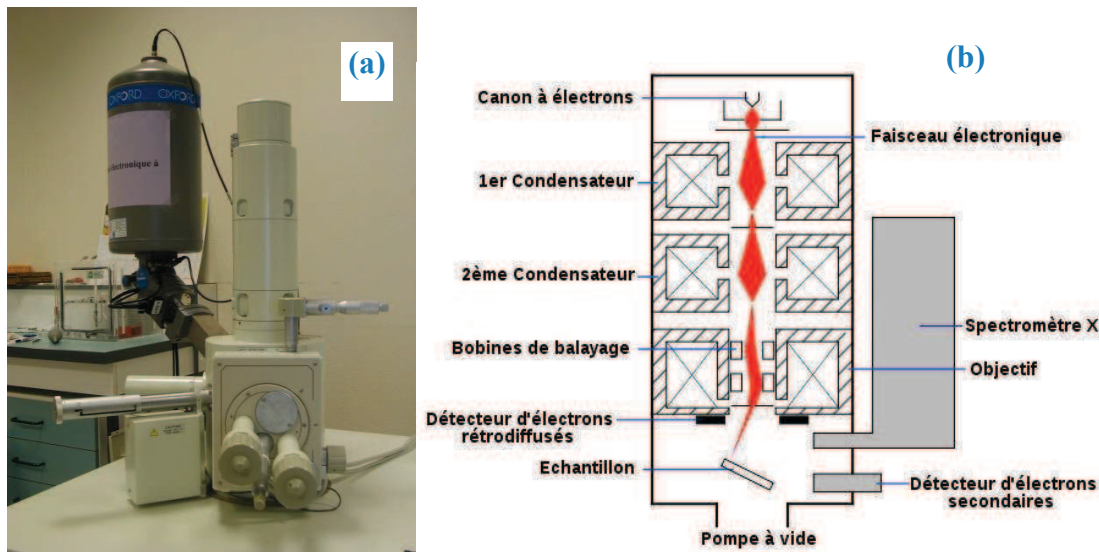 (a)
OXFORD OXFORD
électronique à
(b)
Canon à électrons
Faisceau électronique
1er Condensateur
2ème Condensateur
Spectromètre X
Bobines de balayage
Objectif
Détecteur d'électrons
rétrodiffusés
Echantillon
Détecteur d'électrons
secondaires
Pompe à vide